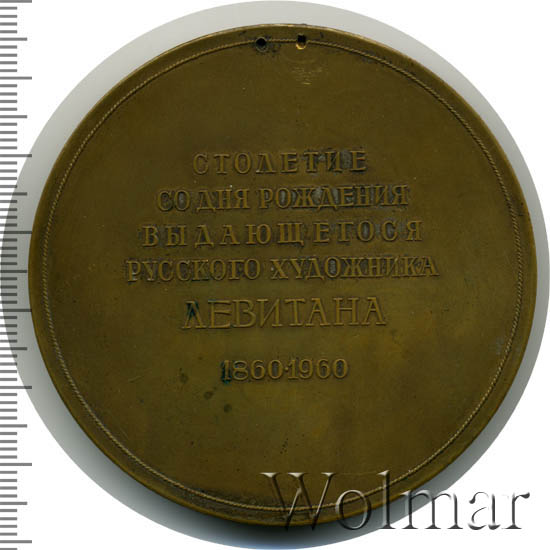 СТОЛЕТИЕ
СО ДНЯ РОЖДЕНИЯ
ВЫДАЮЩЕГОСЯ
РУССКОГО ХУДОЖНИКА
ЛЕВИТАНА
1860·1960
Wolmar